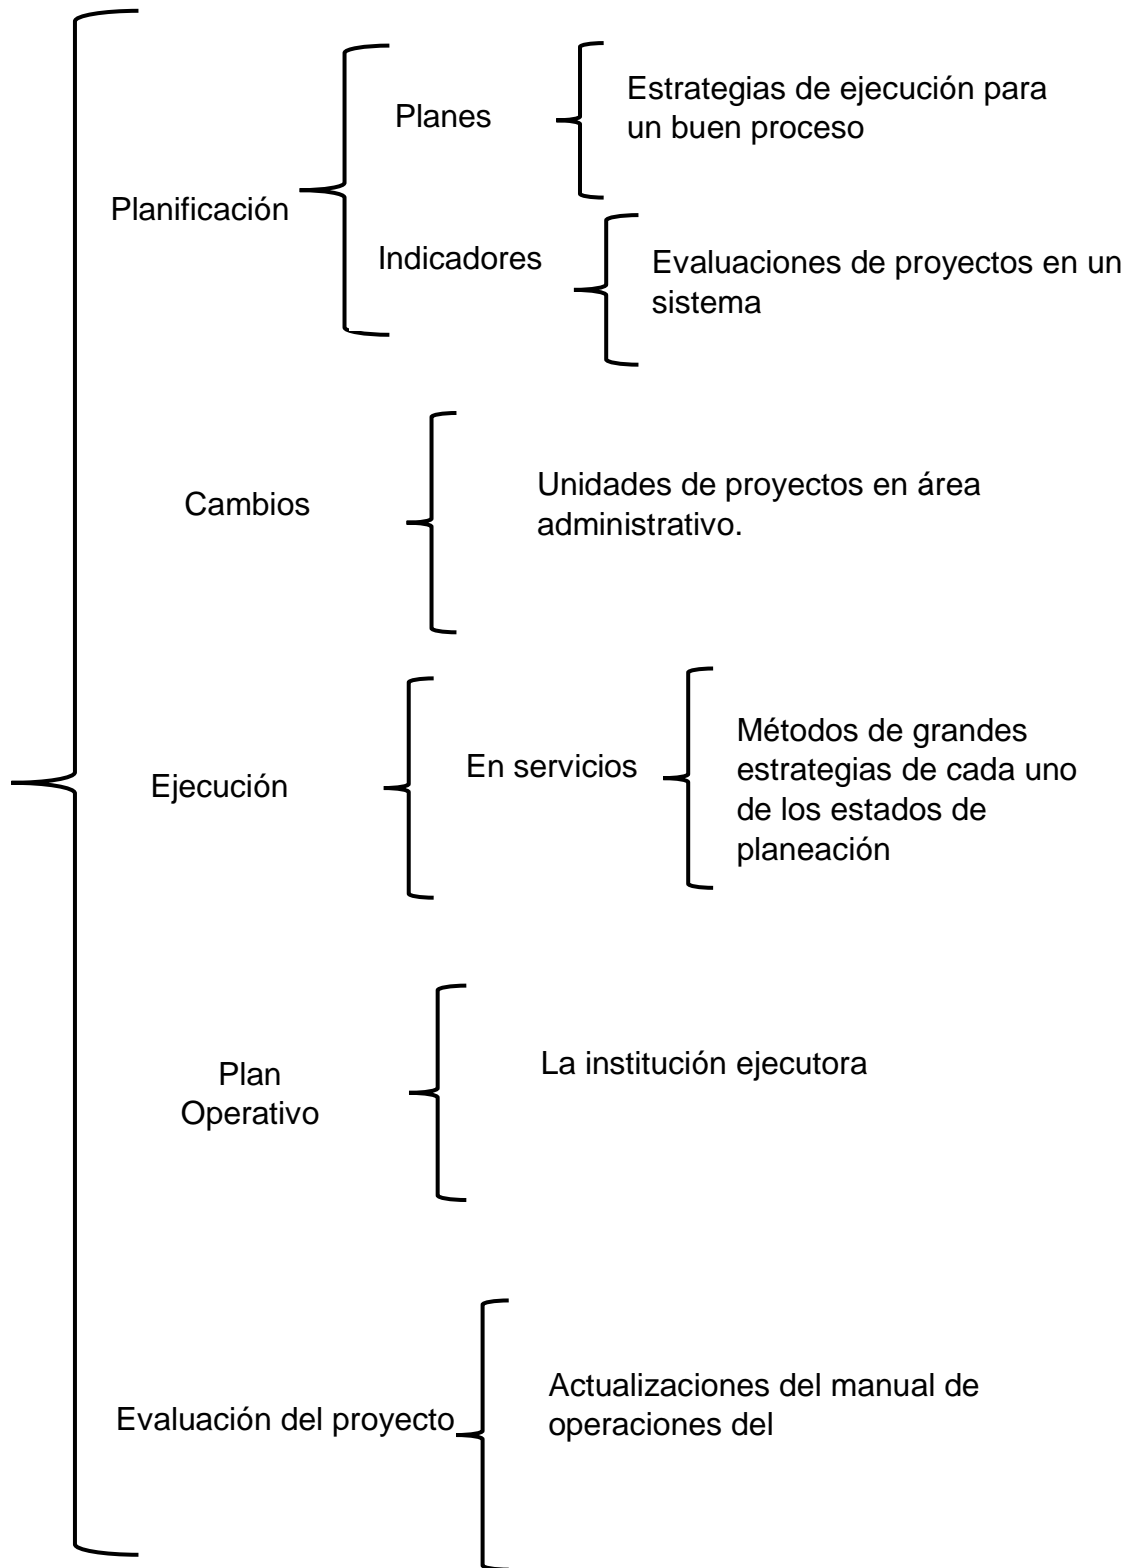 Planificación
Planes
Estrategias de ejecución para
un buen proceso
Indicadores
Evaluaciones de proyectos en un
sistema
Cambios
Unidades de proyectos en área
administrativo.
Ejecución
En servicios
Métodos de grandes
estrategias de cada uno
de los estados de
planeación
Plan
Operativo
La institución ejecutora
Evaluación del proyecto
Actualizaciones del manual de
operaciones del